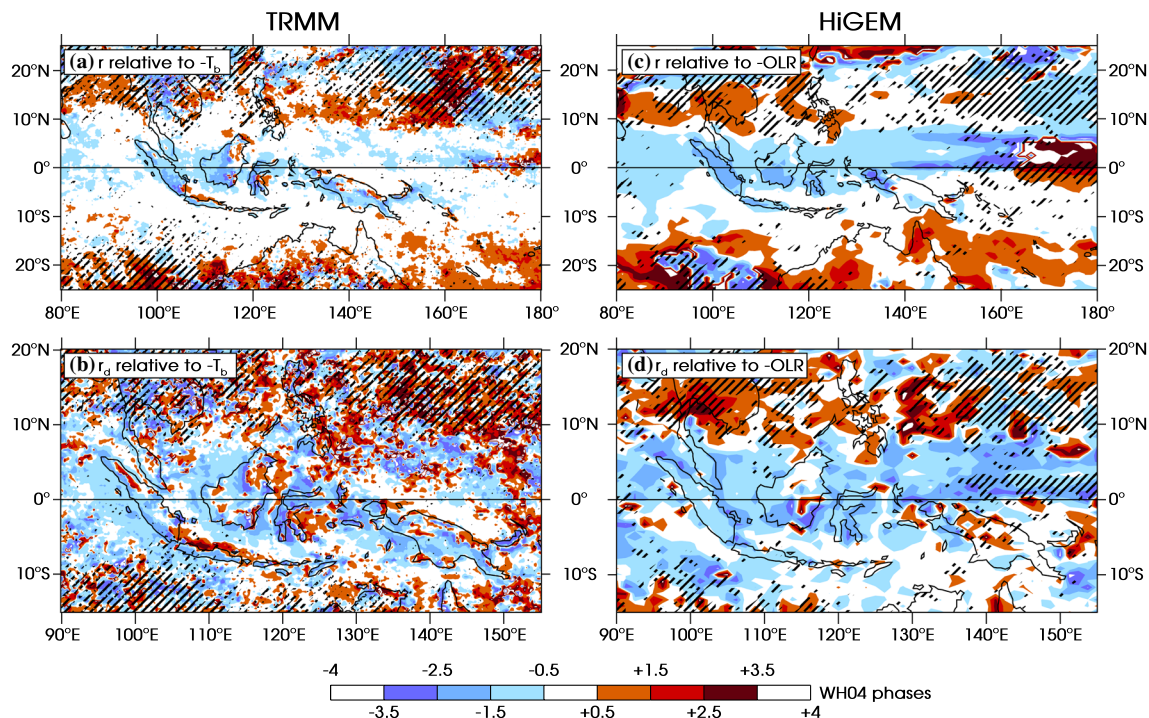 TRMM
HiGEM
(a) r relative to -T_b
(c) r relative to -OLR
20°N
10°N
0°
10°S
20°S
20°N
10°N
0°
10°S
20°S
80°E 100°E 120°E 140°E 160°E 180°
80°E 100°E 120°E 140°E 160°E 180°
(b) r_d relative to -T_b
(d) r_d relative to -OLR
20°N
10°N
0°
10°S
20°N
10°N
0°
10°S
90°E 100°E 110°E 120°E 130°E 140°E 150°E
90°E 100°E 110°E 120°E 130°E 140°E 150°E
-4 -2.5 -0.5 +1.5 +3.5
WH04 phases
-3.5 -1.5 +0.5 +2.5 +4